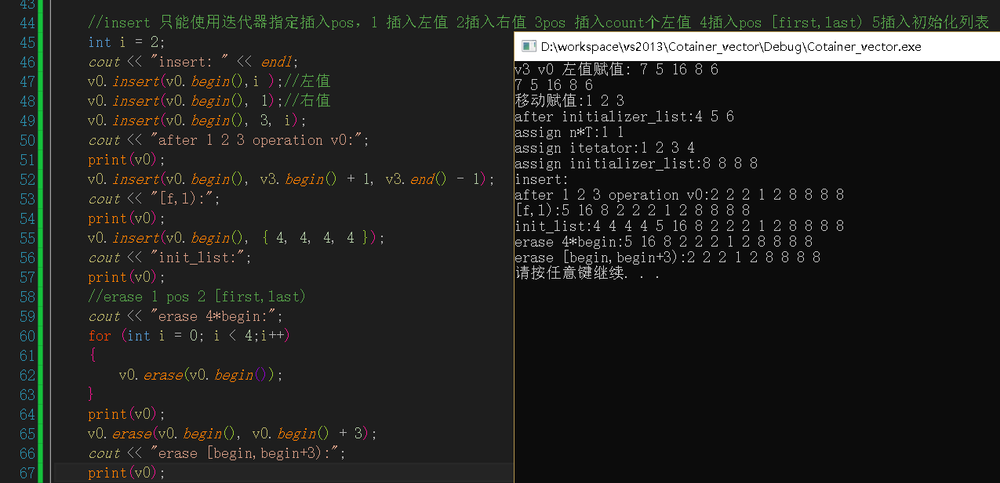 43
44 //insert 只能使用迭代器指定插入pos，1 插入左值 2插入右值 3pos 插入count个左值 4插入pos [first,last) 5插入初始化列表
45 int i = 2;
46 cout << "insert: " << endl;
47 v0.insert(v0.begin(),i );//左值
48 v0.insert(v0.begin(), 1);//右值
49 v0.insert(v0.begin(), 3, i);
50 cout << "after 1 2 3 operation v0:";
51 print(v0);
52 v0.insert(v0.begin(), v3.begin() + 1, v3.end() - 1);
53 cout << "[f,l):";
54 print(v0);
55 v0.insert(v0.begin(), { 4, 4, 4, 4 });
56 cout << "init_list:";
57 print(v0);
58 //erase 1 pos 2 [first,last)
59 cout << "erase 4*begin:";
60 for (int i = 0; i < 4;i++)
61 {
62 v0.erase(v0.begin());
63 }
64 print(v0);
65 v0.erase(v0.begin(), v0.begin() + 3);
66 cout << "erase [begin,begin+3):";
67 print(v0);
D:\workspace\vs2013\Cotainer_vector\Debug\Cotainer_vector.exe
v3 v0 左值赋值: 7 5 16 8 6
7 5 16 8 6
移动赋值:1 2 3
after initializer_list:4 5 6
assign n*T:1 1
assign itetator:1 2 3 4
assign initializer_list:8 8 8 8
insert:
after 1 2 3 operation v0:2 2 2 1 2 8 8 8 8
[f,l):5 16 8 2 2 2 1 2 8 8 8 8
init_list:4 4 4 4 5 16 8 2 2 2 1 2 8 8 8 8
erase 4*begin:5 16 8 2 2 2 1 2 8 8 8 8
erase [begin,begin+3):2 2 2 1 2 8 8 8 8
请按任意键继续. . .